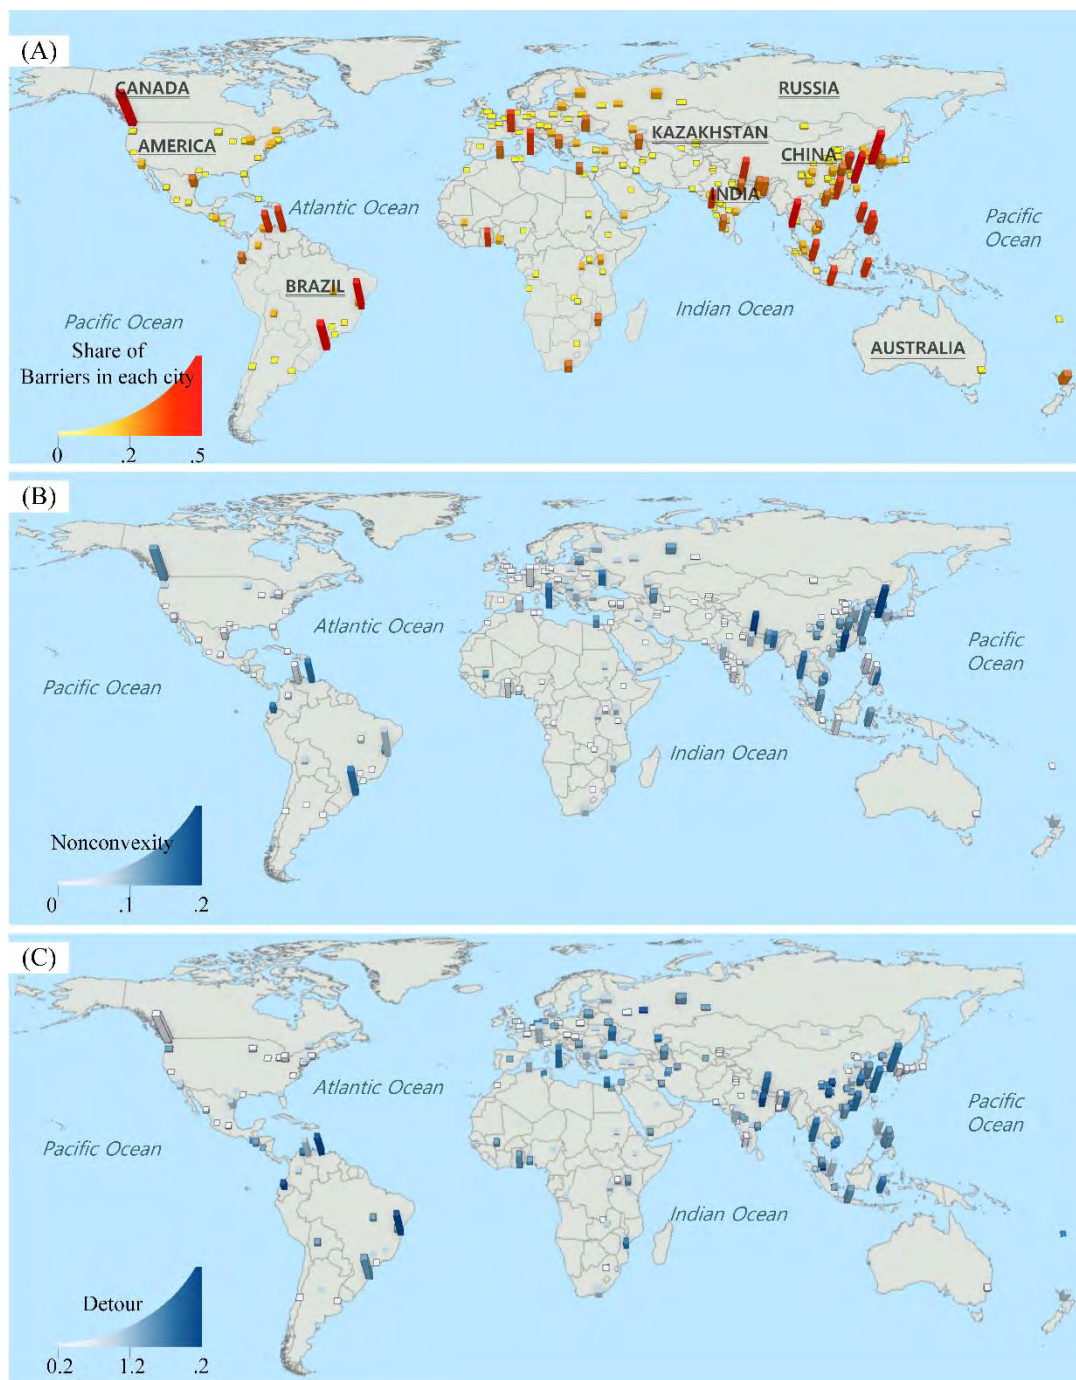 (A)
CANADA
RUSSIA
AMERICA
KAZAKHSTAN
CHINA
INDIA
Atlantic Ocean
Pacific
Ocean
BRAZIL
Indian Ocean
Pacific Ocean
AUSTRALIA
Share of
Barriers in each city
0 .2 .5
(B)
Atlantic Ocean
Pacific
Ocean
Pacific Ocean
Indian Ocean
Nonconvexity
0 .1 .2
(C)
Atlantic Ocean
Pacific
Ocean
Pacific Ocean
Indian Ocean
Detour
0.2 1.2 .2